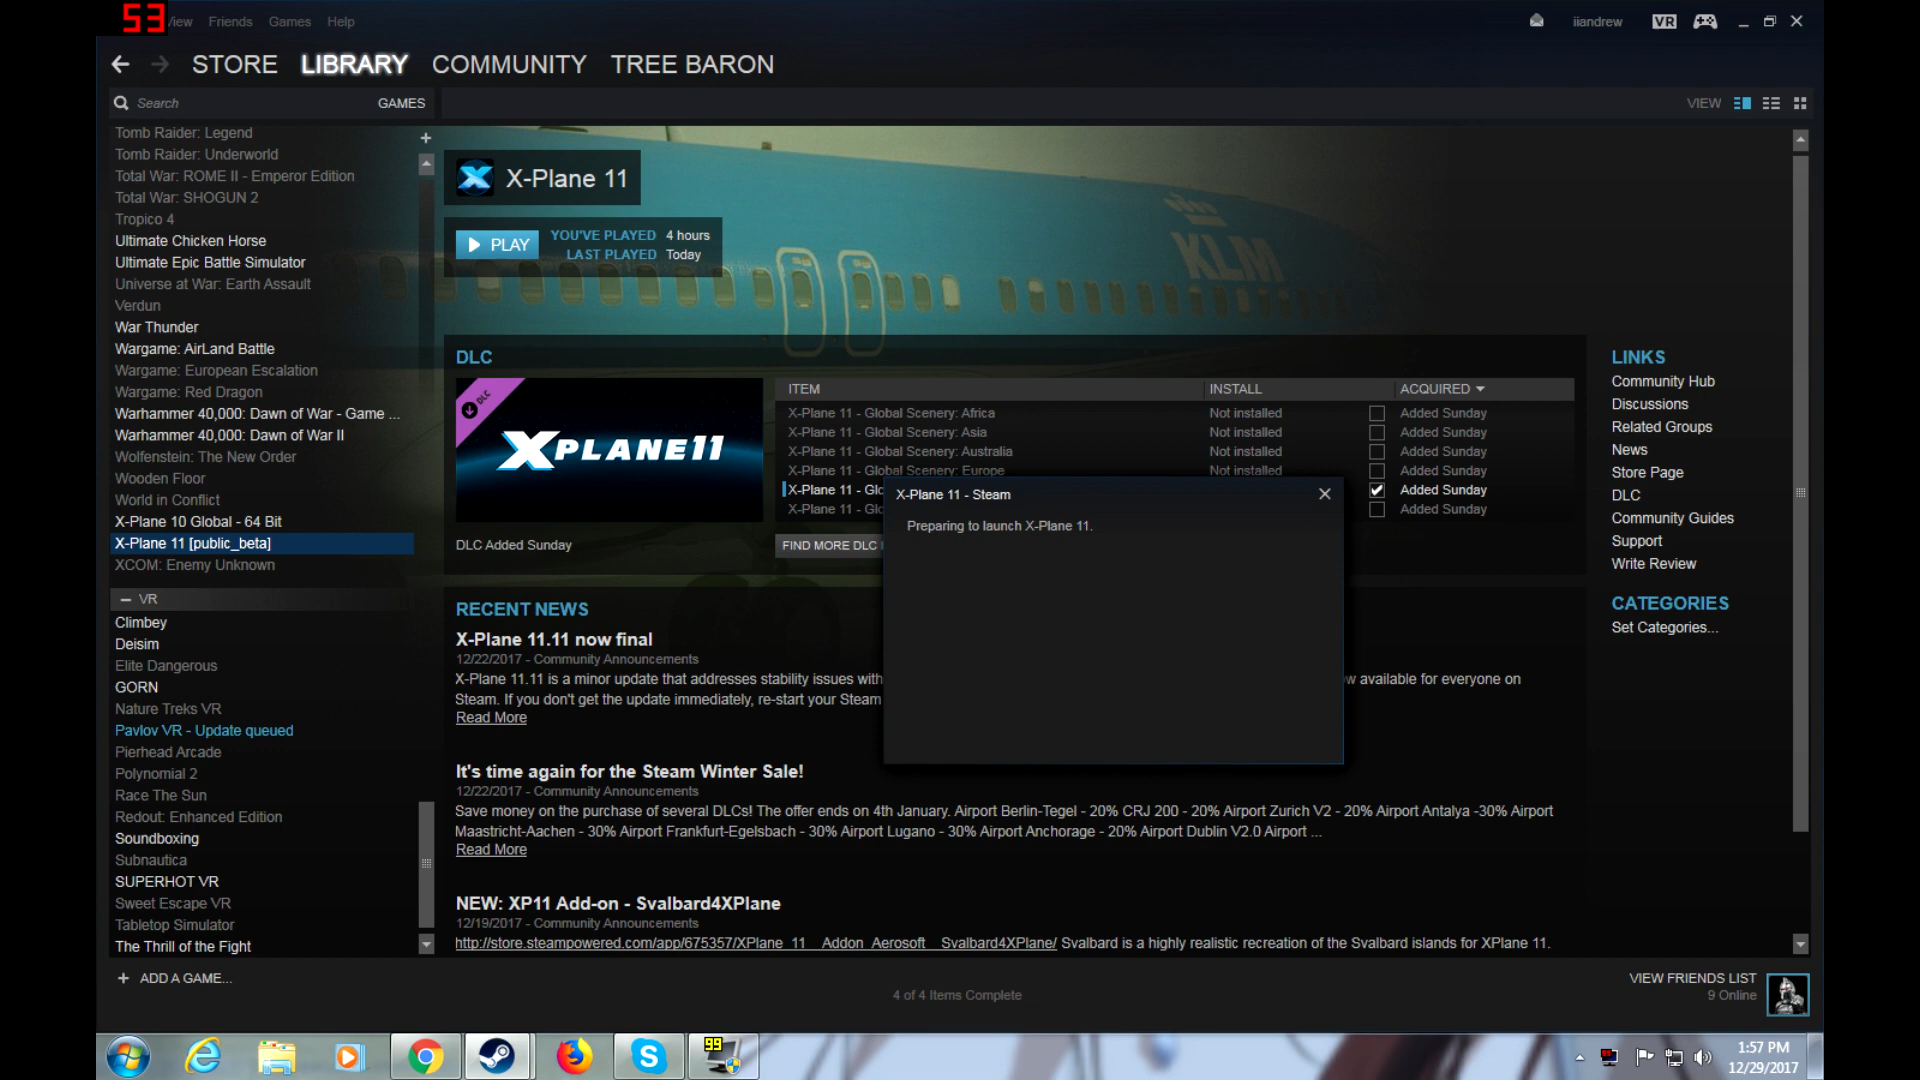 53
View Friends Games Help
iiandrew VR
STORE LIBRARY COMMUNITY TREE BARON
Search GAMES
VIEW
Tomb Raider: Legend
Tomb Raider: Underworld
Total War: ROME II - Emperor Edition
Total War: SHOGUN 2
Tropico 4
Ultimate Chicken Horse
Ultimate Epic Battle Simulator
Universe at War: Earth Assault
Verdun
War Thunder
Wargame: AirLand Battle
Wargame: European Escalation
Wargame: Red Dragon
Warhammer 40,000: Dawn of War - Game ...
Warhammer 40,000: Dawn of War II
Wolfenstein: The New Order
Wooden Floor
World in Conflict
X-Plane 10 Global - 64 Bit
X-Plane 11 [public_beta]
XCOM: Enemy Unknown
VR
Climbey
Deisim
Elite Dangerous
GORN
Nature Treks VR
Pavlov VR - Update queued
Pierhead Arcade
Polynomial 2
Race The Sun
Redout: Enhanced Edition
Soundboxing
Subnautica
SUPERHOT VR
Sweet Escape VR
Tabletop Simulator
The Thrill of the Fight
ADD A GAME...
X-Plane 11
PLAY
YOU'VE PLAYED 4 hours
LAST PLAYED Today
KLM
DLC
DLC
X PLANE 11
DLC Added Sunday
ITEM INSTALL ACQUIRED
X-Plane 11 - Global Scenery: Africa Not installed Added Sunday
X-Plane 11 - Global Scenery: Asia Not installed Added Sunday
X-Plane 11 - Global Scenery: Australia Not installed Added Sunday
X-Plane 11 - Global Scenery: Europe Not installed Added Sunday
X-Plane 11 - Glo Added Sunday
X-Plane 11 - Glo Added Sunday
FIND MORE DLC
X-Plane 11 - Steam
Preparing to launch X-Plane 11.
RECENT NEWS
X-Plane 11.11 now final
12/22/2017 - Community Announcements
X-Plane 11.11 is a minor update that addresses stability issues with w available for everyone on
Steam. If you don't get the update immediately, re-start your Steam
Read More
It's time again for the Steam Winter Sale!
12/22/2017 - Community Announcements
Save money on the purchase of several DLCs! The offer ends on 4th January. Airport Berlin-Tegel - 20% CRJ 200 - 20% Airport Zurich V2 - 20% Airport Antalya -30% Airport
Maastricht-Aachen - 30% Airport Frankfurt-Egelsbach - 30% Airport Lugano - 30% Airport Anchorage - 20% Airport Dublin V2.0 Airport ...
Read More
NEW: XP11 Add-on - Svalbard4XPlane
12/19/2017 - Community Announcements
http://store.steampowered.com/app/675357/XPlane_11__Addon_Aerosoft__Svalbard4XPlane/ Svalbard is a highly realistic recreation of the Svalbard islands for XPlane 11.
LINKS
Community Hub
Discussions
Related Groups
News
Store Page
DLC
Community Guides
Support
Write Review
CATEGORIES
Set Categories...
4 of 4 Items Complete
VIEW FRIENDS LIST
9 Online
99
1:57 PM
12/29/2017